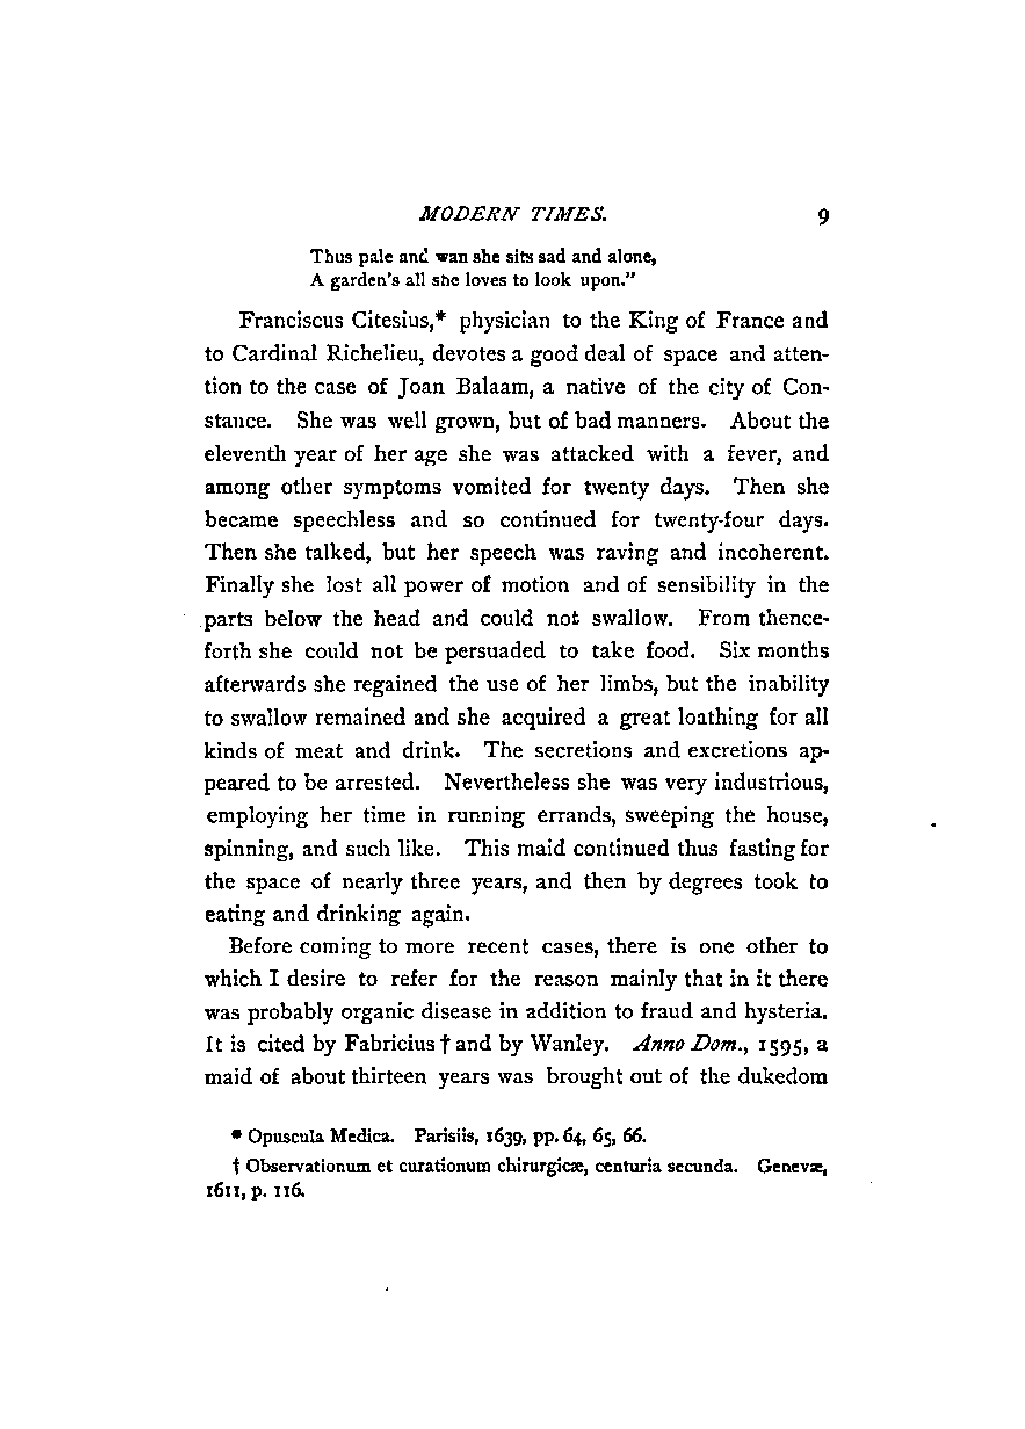 MODERN TIMES. 9
Thus pale and wan she sits sad and alone,
A garden's all she loves to look upon."
Franciscus Citesius,* physician to the King of France and
to Cardinal Richelieu, devotes a good deal of space and atten-
tion to the case of Joan Balaam, a native of the city of Con-
stance. She was well grown, but of bad manners. About the
eleventh year of her age she was attacked with a fever, and
among other symptoms vomited for twenty days. Then she
became speechless and so continued for twenty-four days.
Then she talked, but her speech was raving and incoherent.
Finally she lost all power of motion and of sensibility in the
parts below the head and could not swallow. From thence-
forth she could not be persuaded to take food. Six months
afterwards she regained the use of her limbs, but the inability
to swallow remained and she acquired a great loathing for all
kinds of meat and drink. The secretions and excretions ap-
peared to be arrested. Nevertheless she was very industrious,
employing her time in running errands, sweeping the house,
spinning, and such like. This maid continued thus fasting for
the space of nearly three years, and then by degrees took to
eating and drinking again.
Before coming to more recent cases, there is one other to
which I desire to refer for the reason mainly that in it there
was probably organic disease in addition to fraud and hysteria.
It is cited by Fabricius † and by Wanley. Anno Dom., 1595, a
maid of about thirteen years was brought out of the dukedom
* Opuscula Medica. Parisiis, 1639, pp. 64, 65, 66.
† Observationum et curationum chirurgicæ, centuria secunda. Genevæ,
1611, p. 116.